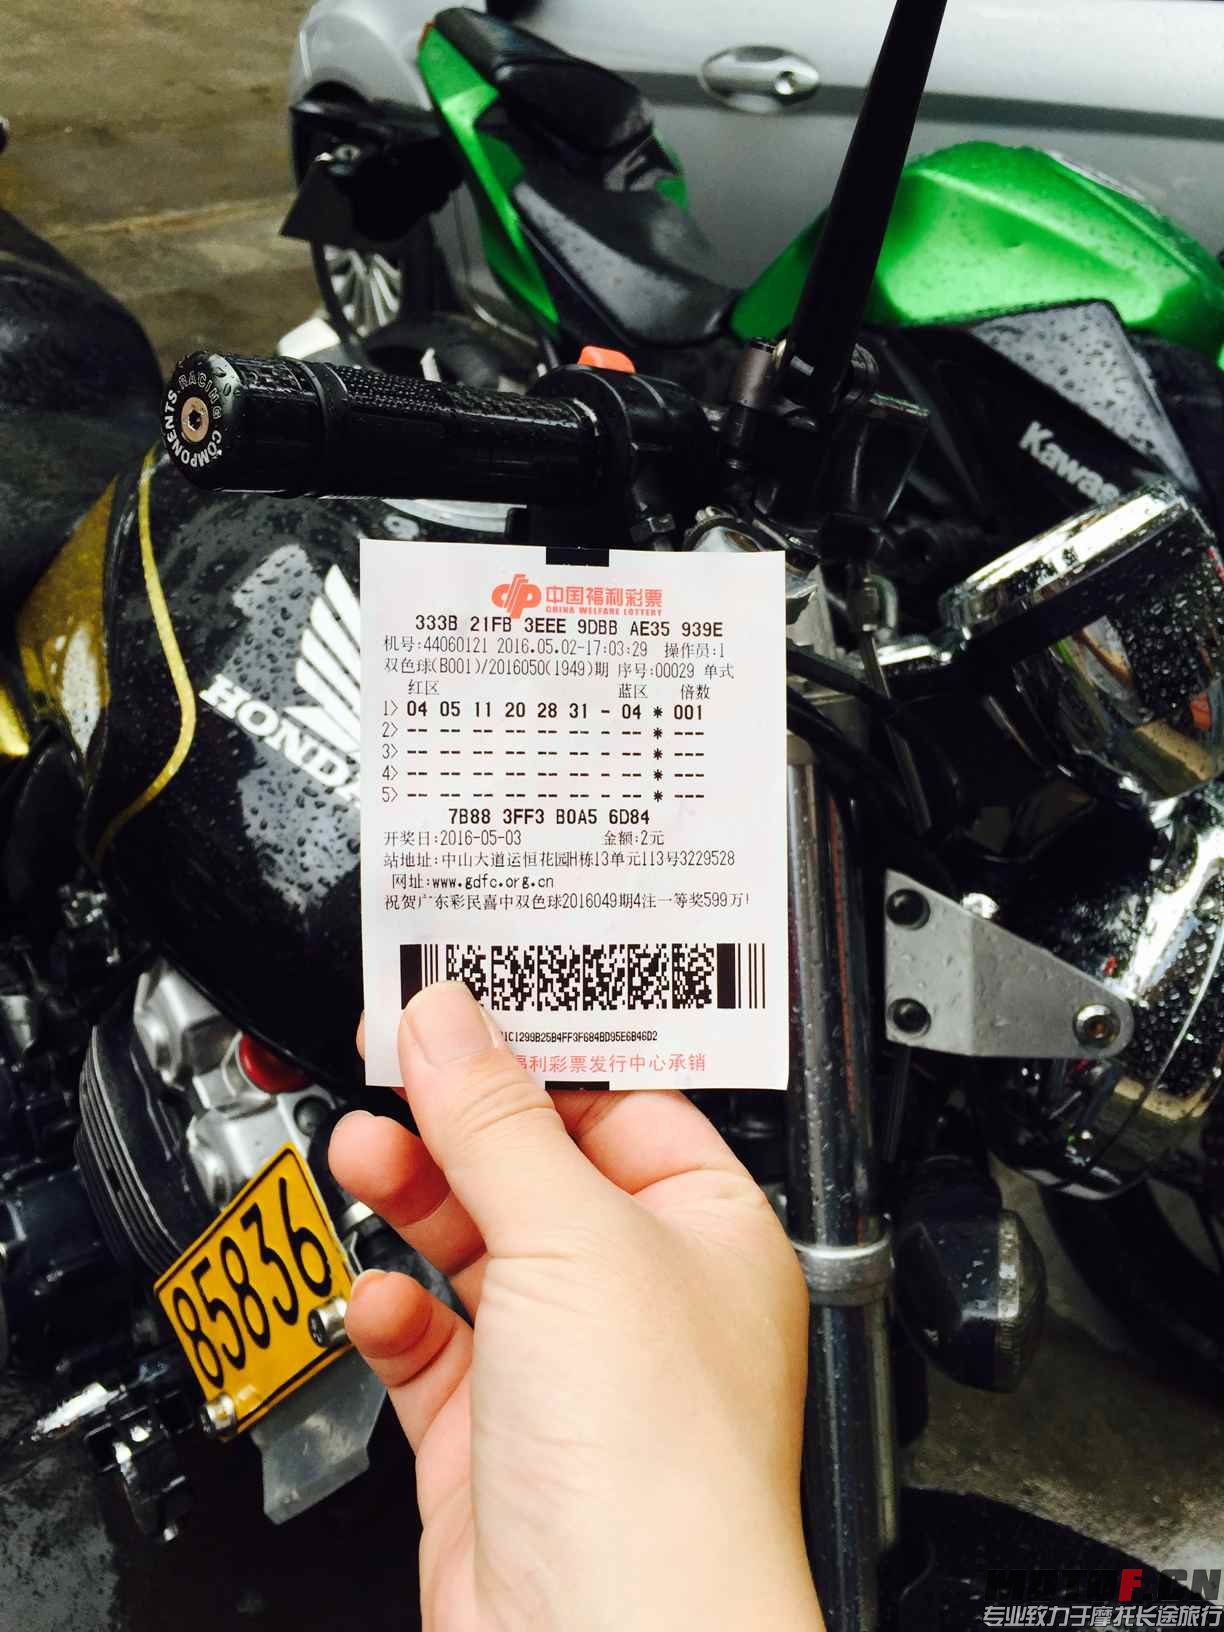 RACING COMPONENTS
Kawas
HONDA
中国福利彩票
CHINA WELFARE LOTTERY
333B 21FB 3EEE 9DBB AE35 939E
机号:44060121 2016.05.02-17:03:29 操作员:1
双色球(B001)/2016050(1949)期 序号:00029 单式
红区 蓝区 倍数
1> 04 05 11 20 28 31 - 04 * 001
2> -- -- -- -- -- -- - -- * ---
3> -- -- -- -- -- -- - -- * ---
4> -- -- -- -- -- -- - -- * ---
5> -- -- -- -- -- -- - -- * ---
7B88 3FF3 B0A5 6D84
开奖日:2016-05-03 金额:2元
站地址:中山大道运恒花园H栋13单元113号3229528
网址:www.gdfc.org.cn
祝贺广东彩民喜中双色球2016049期4注一等奖599万!
1C1299B25B4FF3F684BD95E6B46D2
福利彩票发行中心承销
85836
MOTOF.CN
专业致力于摩托长途旅行